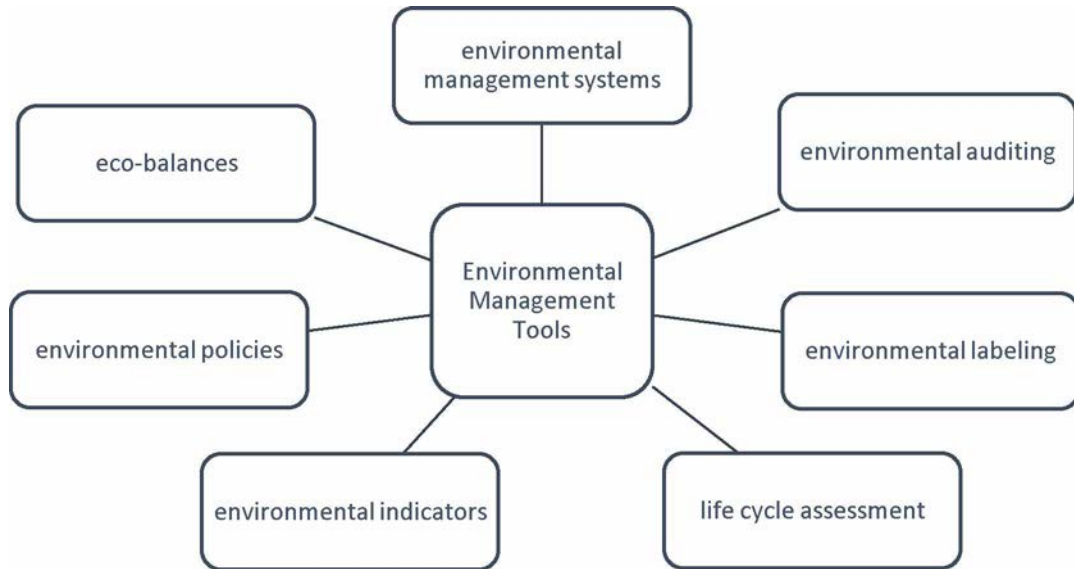 environmental
management systems
environmental auditing
eco-balances
Environmental
Management
Tools
environmental policies
environmental labeling
environmental indicators
life cycle assessment